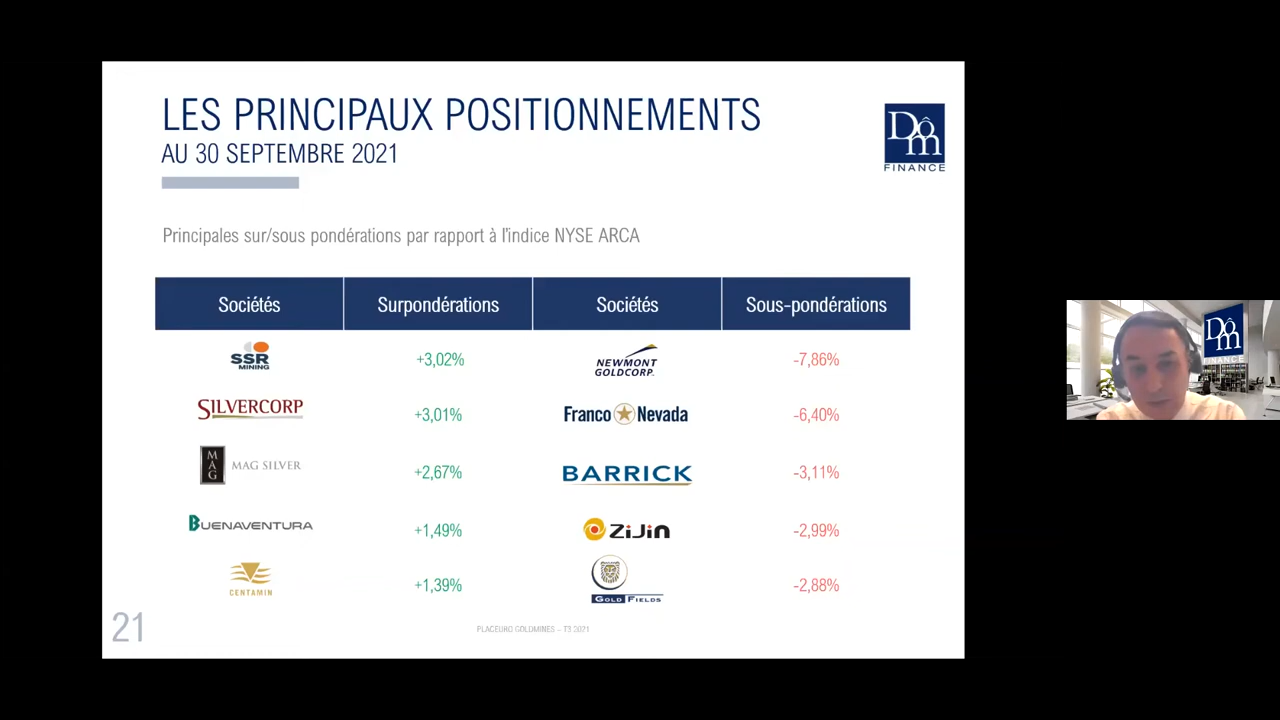 LES PRINCIPAUX POSITIONNEMENTS
AU 30 SEPTEMBRE 2021
Dôm
FINANCE
Principales sur/sous pondérations par rapport à l'indice NYSE ARCA
Sociétés Surpondérations Sociétés Sous-pondérations
SSR
MINING
+3,02%
NEWMONT
GOLDCORP.
-7,86%
SILVERCORP
+3,01%
Franco Nevada
-6,40%
MAG
MAG SILVER
+2,67%
BARRICK
-3,11%
BUENAVENTURA
+1,49%
ZiJin
-2,99%
CENTAMIN
+1,39%
GOLD FIELDS
-2,88%
21
PLACEURO GOLDMINES – T3 2021
Dôm
FINANCE